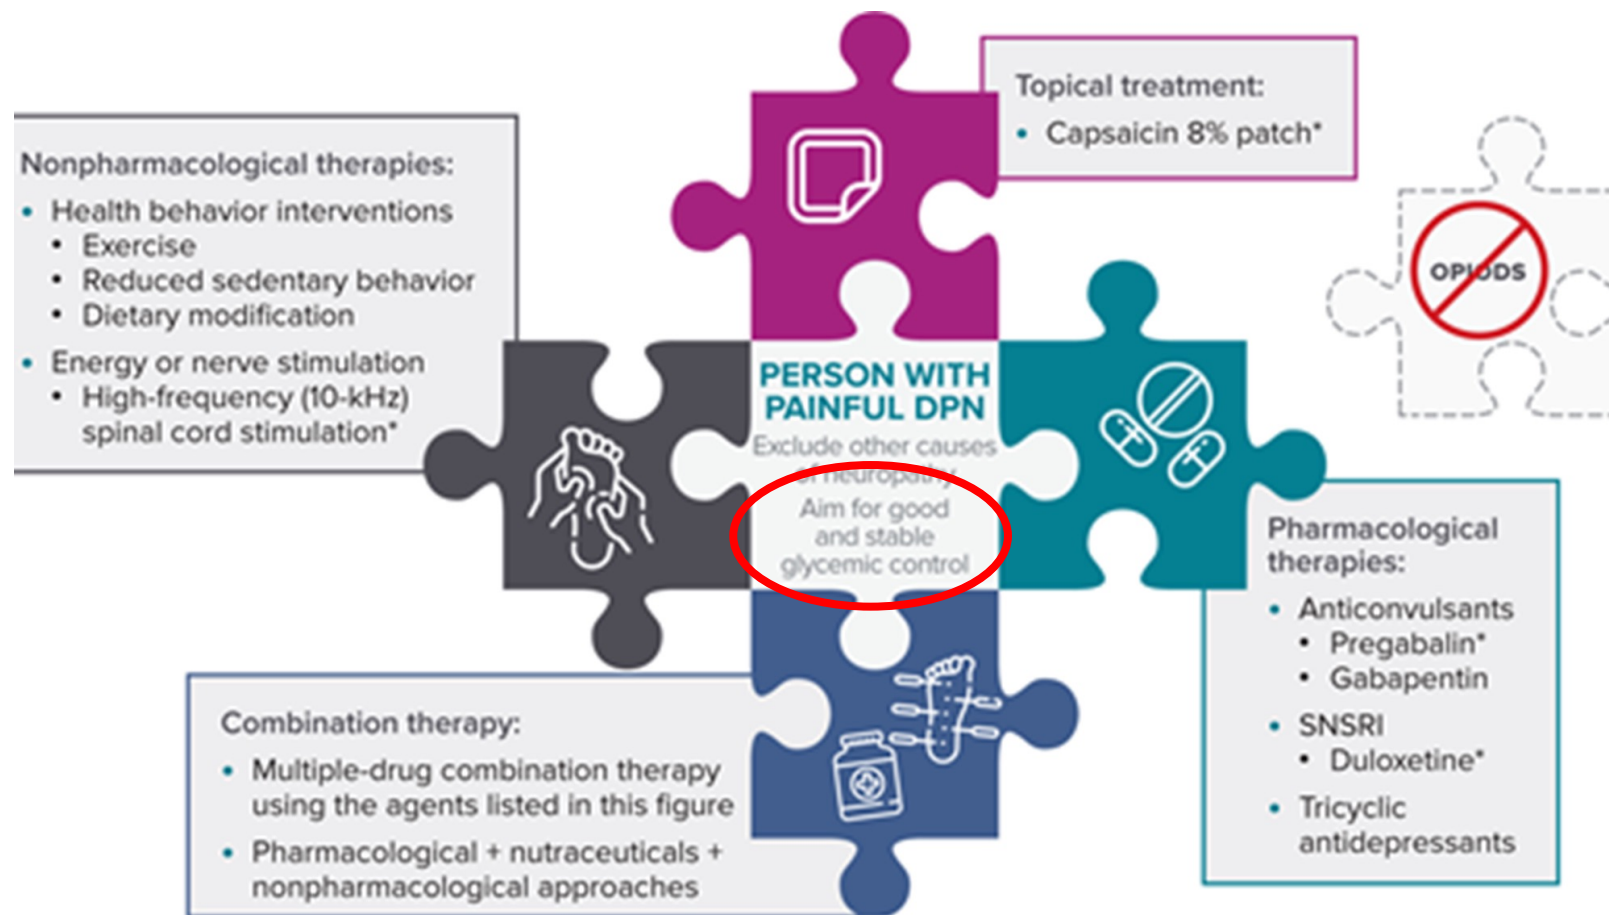 Topical treatment:
• Capsaicin 8% patch*
Nonpharmacological therapies:
• Health behavior interventions
• Exercise
• Reduced sedentary behavior
• Dietary modification
• Energy or nerve stimulation
• High-frequency (10-kHz)
spinal cord stimulation*
OPIODS
PERSON WITH
PAINFUL DPN
Exclude other causes
of neuropathy
Aim for good
and stable
glycemic control
Pharmacological
therapies:
• Anticonvulsants
• Pregabalin*
• Gabapentin
• SNSRI
• Duloxetine*
• Tricyclic
antidepressants
Combination therapy:
• Multiple-drug combination therapy
using the agents listed in this figure
• Pharmacological + nutraceuticals +
nonpharmacological approaches